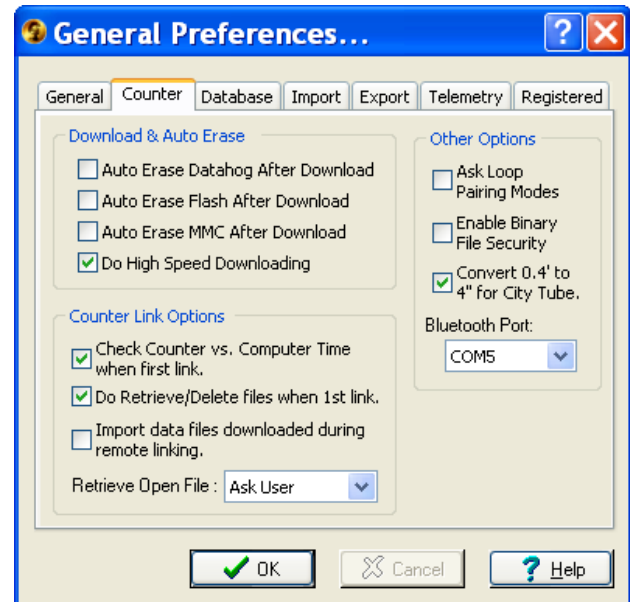 General Preferences...
General Counter Database Import Export Telemetry Registered
Download & Auto Erase
Auto Erase Datahog After Download
Auto Erase Flash After Download
Auto Erase MMC After Download
Do High Speed Downloading
Counter Link Options
Check Counter vs. Computer Time
when first link.
Do Retrieve/Delete files when 1st link.
Import data files downloaded during
remote linking.
Retrieve Open File : Ask User
Other Options
Ask Loop
Pairing Modes
Enable Binary
File Security
Convert 0.4' to
4" for City Tube.
Bluetooth Port:
COM5
OK Cancel Help